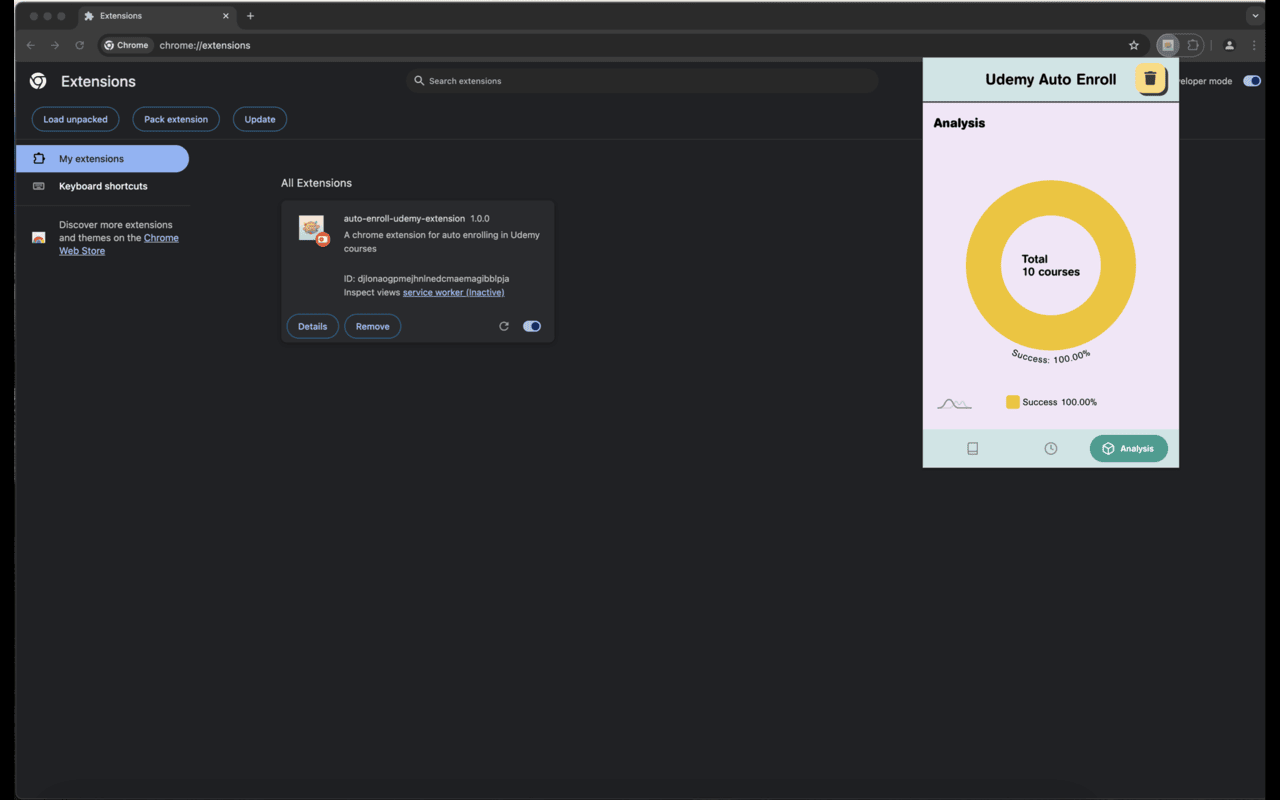 Extensions
Chrome
chrome://extensions
Extensions
Search extensions
veloper mode
Load unpacked
Pack extension
Update
My extensions
Keyboard shortcuts
Discover more extensions
and themes on the Chrome
Web Store
All Extensions
auto-enroll-udemy-extension 1.0.0
A chrome extension for auto enrolling in Udemy
courses
ID: djlonaogpmejhnlnedcmaemagibblpja
Inspect views service worker (Inactive)
Details
Remove
Udemy Auto Enroll
Analysis
Total
10 courses
Success: 100.00%
Success 100.00%
Analysis